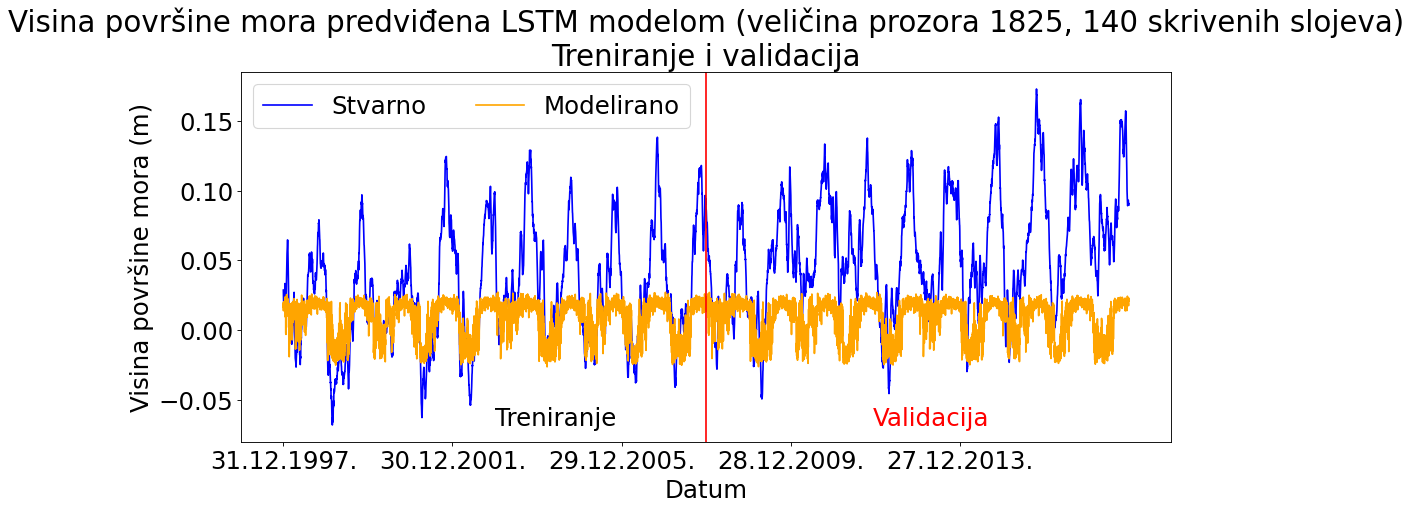 Visina površine mora predviđena LSTM modelom (veličina prozora 1825, 140 skrivenih slojeva)
Treniranje i validacija
Stvarno
Modelirano
Visina površine mora (m)
0.15
0.10
0.05
0.00
−0.05
Treniranje
Validacija
31.12.1997.
30.12.2001.
29.12.2005.
28.12.2009.
27.12.2013.
Datum